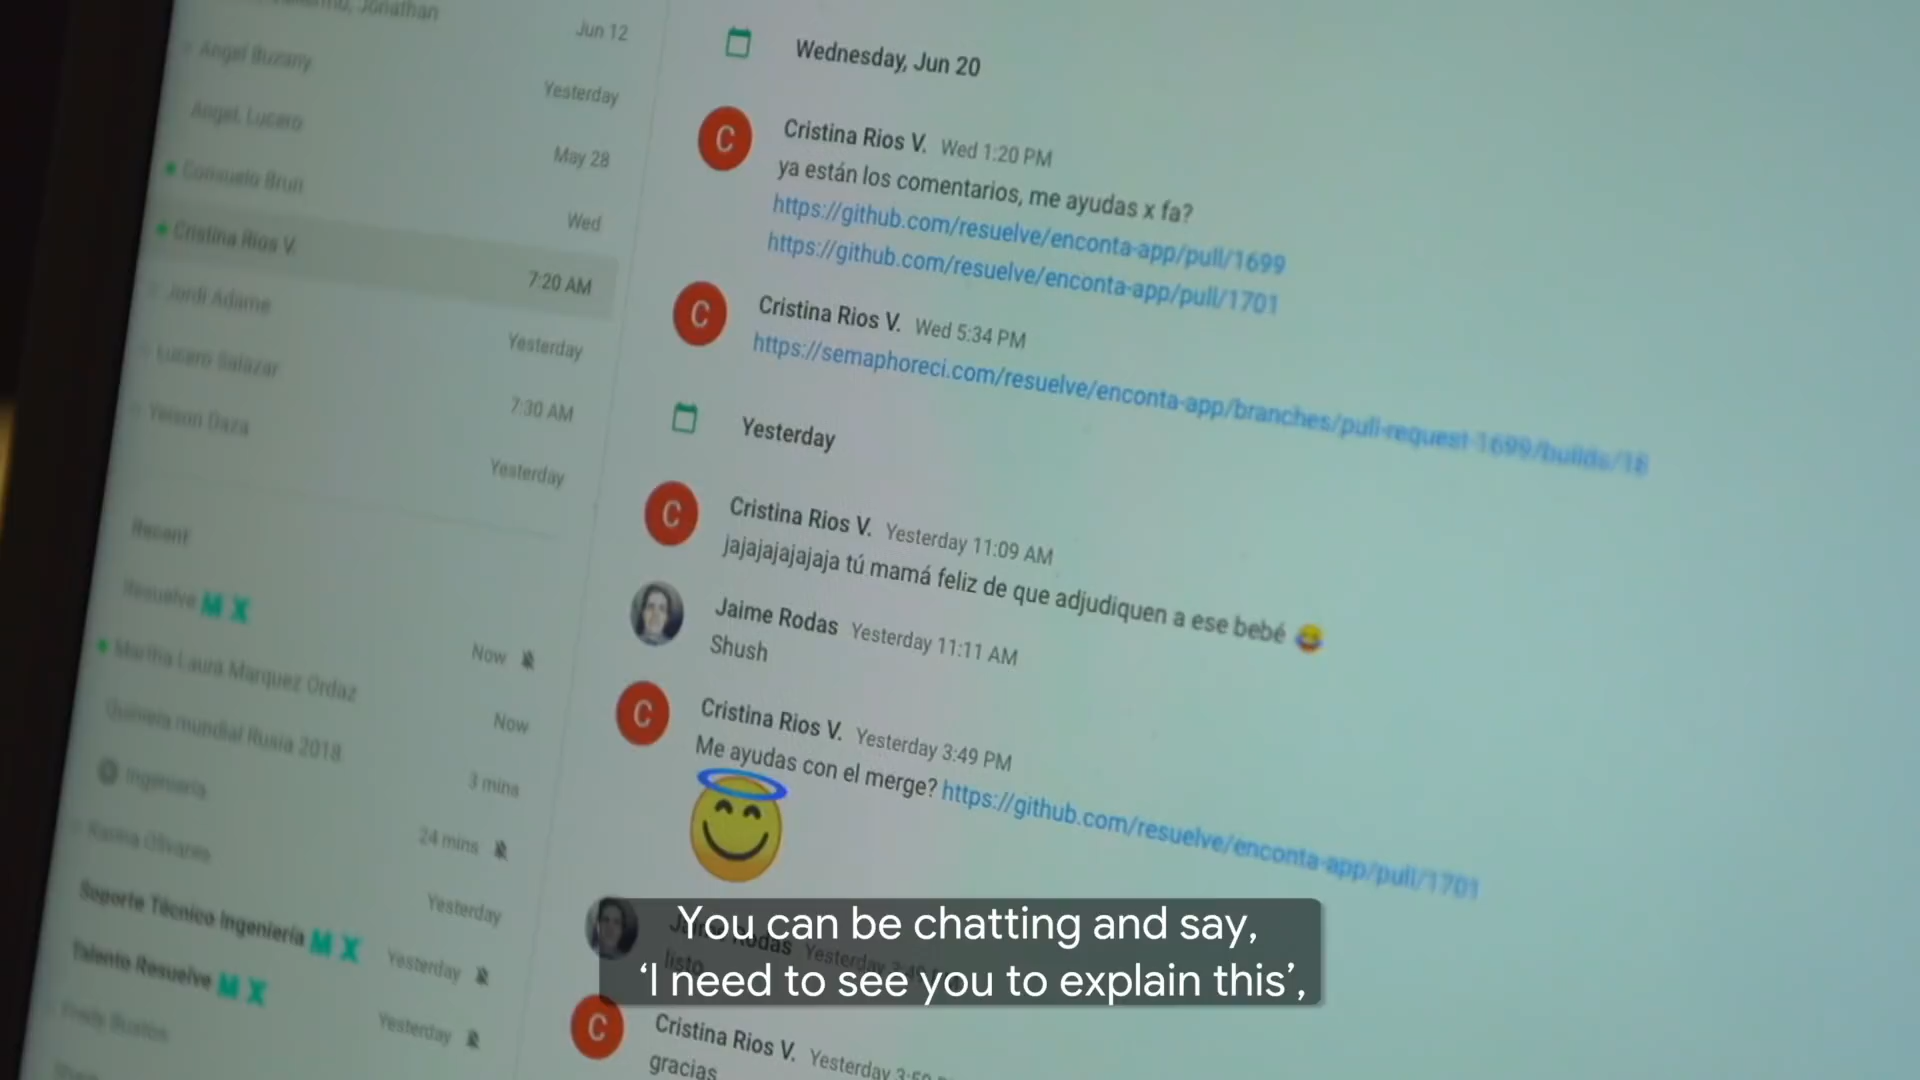 Jonathan
Jun 12
Angel Buzany
Yesterday
Angel, Lucero
May 28
Consuelo Brun
Wed
Cristina Rios V.
7:20 AM
Jordi Adame
Yesterday
Lucero Salazar
7:30 AM
Yeison Daza
Yesterday
Recent
Resuelve MX
Now
Martha Laura Marquez Ordaz
Now
Quiniela mundial Rusia 2018
3 mins
Ingeniería
24 mins
Karina Olivares
Yesterday
Soporte Técnico Ingeniería MX
Yesterday
Talento Resuelve MX
Yesterday
Fredy Bustos
Wednesday, Jun 20
C
Cristina Rios V. Wed 1:20 PM
ya están los comentarios, me ayudas x fa?
https://github.com/resuelve/enconta-app/pull/1699
https://github.com/resuelve/enconta-app/pull/1701
C
Cristina Rios V. Wed 5:34 PM
https://semaphoreci.com/resuelve/enconta-app/branches/pull-request-1699/builds/16
Yesterday
C
Cristina Rios V. Yesterday 11:09 AM
jajajajajajaja tú mamá feliz de que adjudiquen a ese bebé 😂
Jaime Rodas Yesterday 11:11 AM
Shush
C
Cristina Rios V. Yesterday 3:49 PM
Me ayudas con el merge? https://github.com/resuelve/enconta-app/pull/1701
Jaime Rodas Yesterday
listo
You can be chatting and say,
‘I need to see you to explain this’,
C
Cristina Rios V. Yesterday
gracias